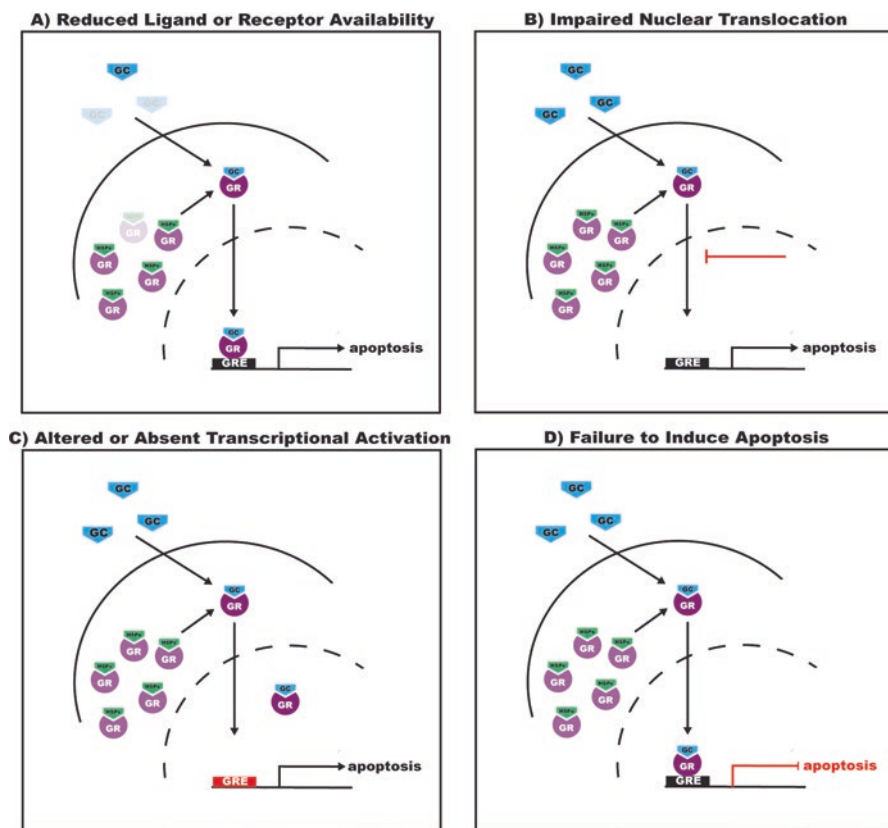 A) Reduced Ligand or Receptor Availability
GC
GC
GC
GC
GR
HSPs
GR
HSPs
GR
HSPs
GR
HSPs
GR
GC
GR
GRE
apoptosis
B) Impaired Nuclear Translocation
GC
GC
GC
GC
GR
HSPs
GR
HSPs
GR
HSPs
GR
HSPs
GR
HSPs
GR
GRE
apoptosis
C) Altered or Absent Transcriptional Activation
GC
GC
GC
GC
GR
HSPs
GR
HSPs
GR
HSPs
GR
HSPs
GR
HSPs
GR
GC
GR
GRE
apoptosis
D) Failure to Induce Apoptosis
GC
GC
GC
GC
GR
HSPs
GR
HSPs
GR
HSPs
GR
HSPs
GR
HSPs
GR
GC
GR
GRE
apoptosis